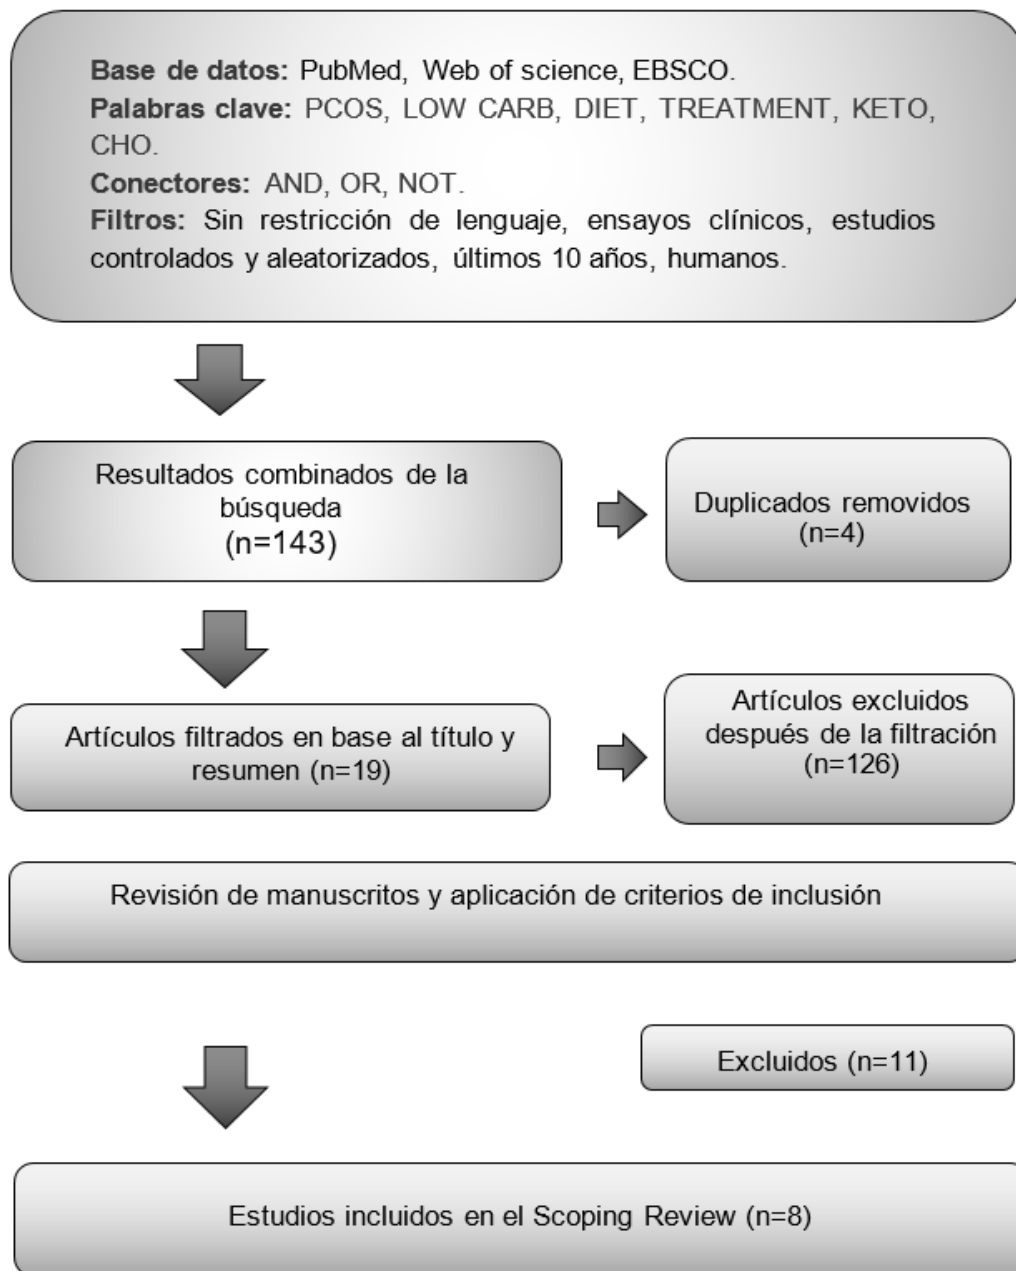 Base de datos: PubMed, Web of science, EBSCO.
Palabras clave: PCOS, LOW CARB, DIET, TREATMENT, KETO,
CHO.
Conectores: AND, OR, NOT.
Filtros: Sin restricción de lenguaje, ensayos clínicos, estudios
controlados y aleatorizados, últimos 10 años, humanos.
Resultados combinados de la
búsqueda
(n=143)
Duplicados removidos
(n=4)
Artículos filtrados en base al título y
resumen (n=19)
Artículos excluidos
después de la filtración
(n=126)
Revisión de manuscritos y aplicación de criterios de inclusión
Excluidos (n=11)
Estudios incluidos en el Scoping Review (n=8)